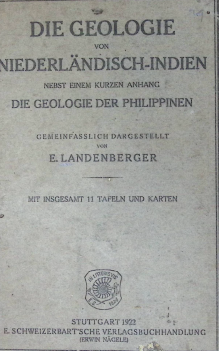 DIE GEOLOGIE
VON
NIEDERLÄNDISCH-INDIEN
NEBST EINEM KURZEN ANHANG
DIE GEOLOGIE DER PHILIPPINEN
GEMEINFASSLICH DARGESTELLT
VON
E. LANDENBERGER
MIT INSGESAMT 11 TAFELN UND KARTEN
STUTTGART 1922
E. SCHWEIZERBART'SCHE VERLAGSBUCHHANDLUNG
(ERWIN NÄGELE)